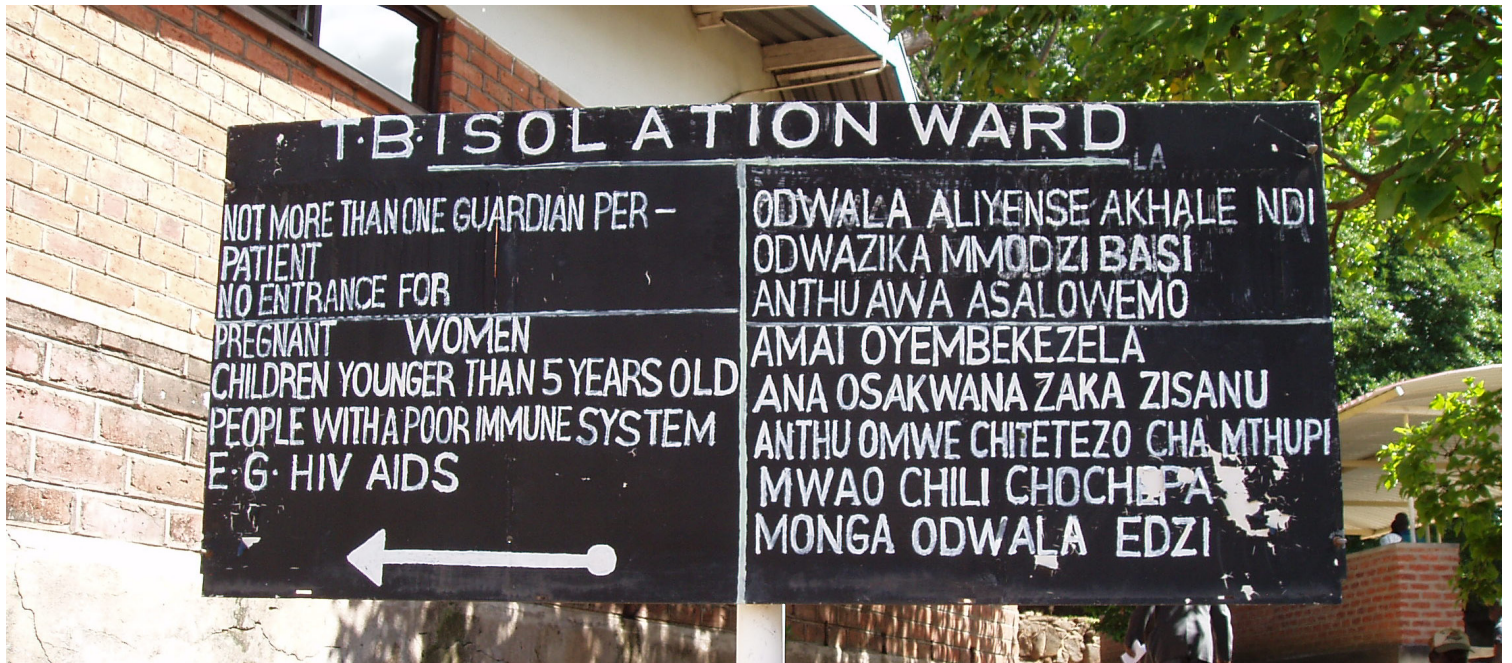 T.B. ISOLATION WARD
LA
NOT MORE THAN ONE GUARDIAN PER -
PATIENT
NO ENTRANCE FOR
PREGNANT WOMEN
CHILDREN YOUNGER THAN 5 YEARS OLD
PEOPLE WITH A POOR IMMUNE SYSTEM
E.G. HIV AIDS
ODWALA ALIYENSE AKHALE NDI
ODWAZIKA MMODZI BASI
ANTHU AWA ASALOWEMO
AMAI OYEMBEKEZELA
ANA OSAKWANA ZAKA ZISANU
ANTHU OMWE CHITETEZO CHA MTHUPI
MWAO CHILI CHOCHEPA
MONGA ODWALA EDZI